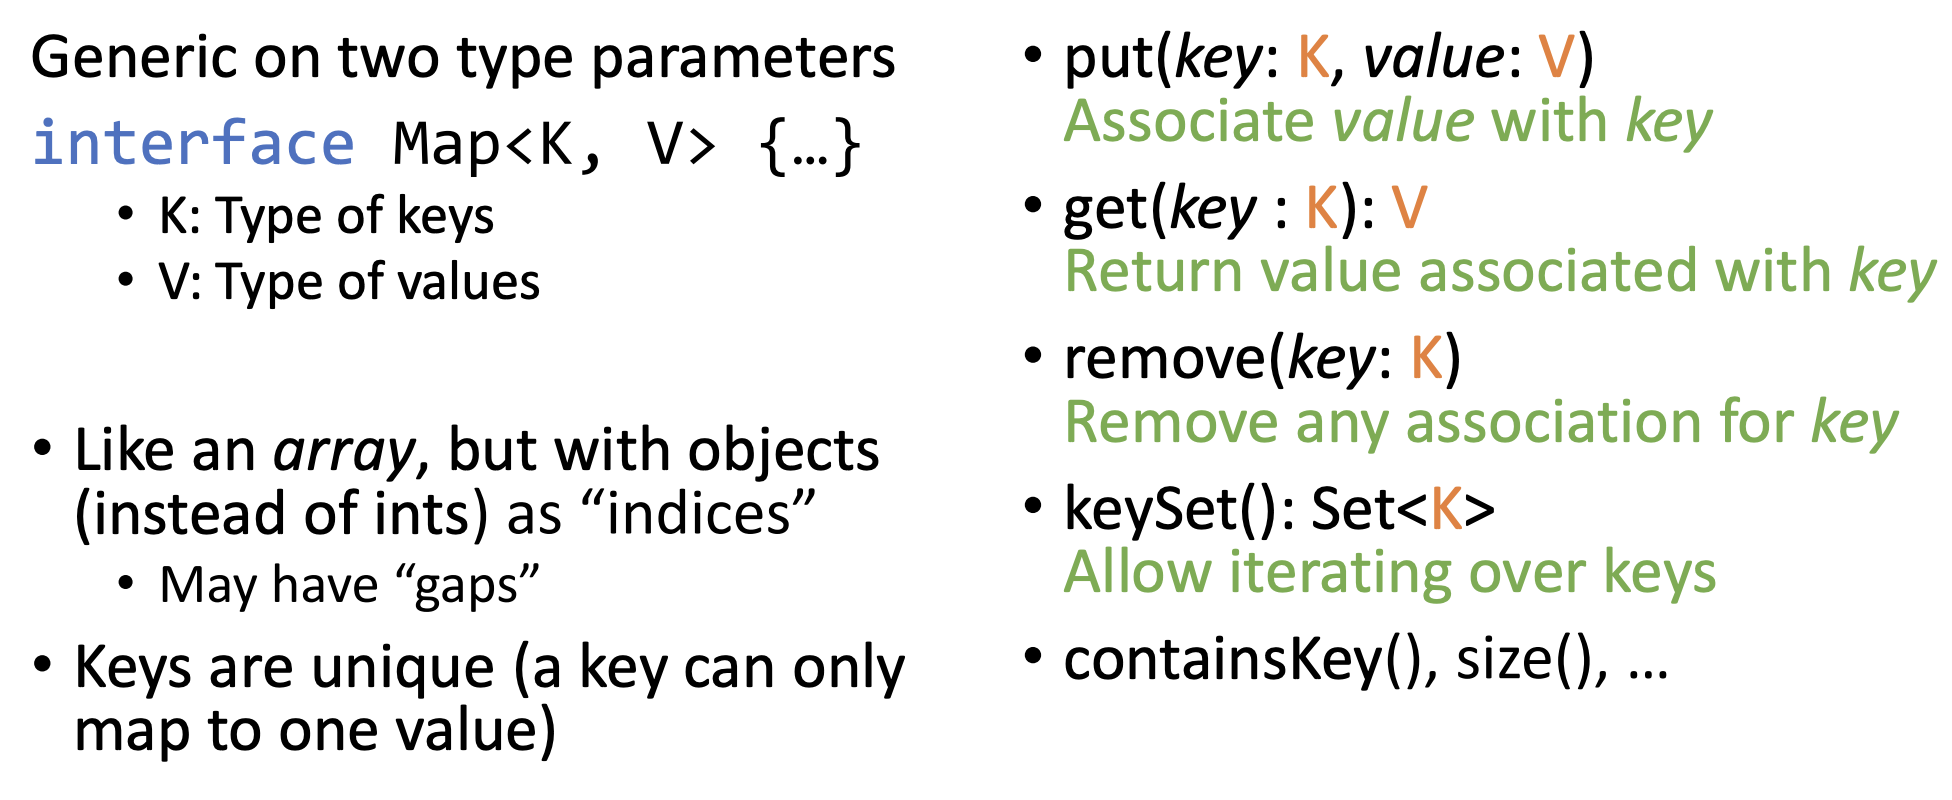 Generic on two type parameters
interface Map<K, V> {…}
• K: Type of keys
• V: Type of values
• Like an array, but with objects
(instead of ints) as “indices”
• May have “gaps”
• Keys are unique (a key can only
map to one value)
• put(key: K, value: V)
Associate value with key
• get(key : K): V
Return value associated with key
• remove(key: K)
Remove any association for key
• keySet(): Set<K>
Allow iterating over keys
• containsKey(), size(), …